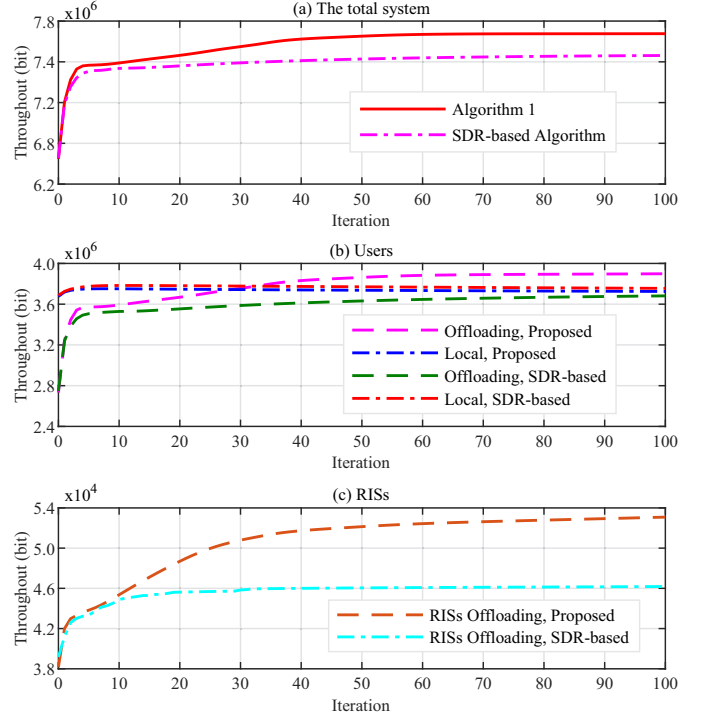 (a) The total system
x10^6
7.8
7.4
7.2
6.8
6.2
Throughout (bit)
Algorithm 1
SDR-based Algorithm
0 10 20 30 40 50 60 70 80 90 100
Iteration
(b) Users
x10^6
4.0
3.6
3.2
2.8
2.4
Throughout (bit)
Offloading, Proposed
Local, Proposed
Offloading, SDR-based
Local, SDR-based
0 10 20 30 40 50 60 70 80 90 100
Iteration
(c) RISs
x10^4
5.4
5.0
4.6
4.2
3.8
Throughout (bit)
RISs Offloading, Proposed
RISs Offloading, SDR-based
0 10 20 30 40 50 60 70 80 90 100
Iteration